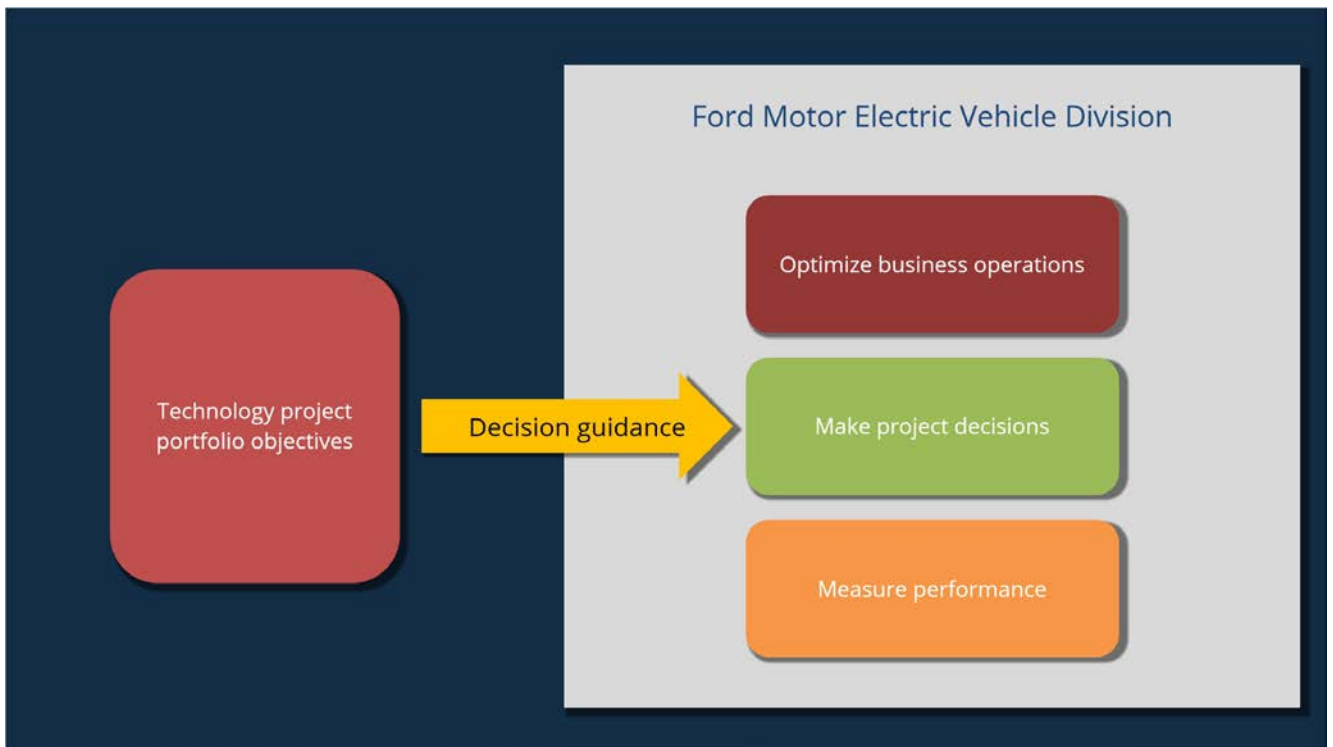 Ford Motor Electric Vehicle Division
Optimize business operations
Technology project
portfolio objectives
Decision guidance
Make project decisions
Measure performance